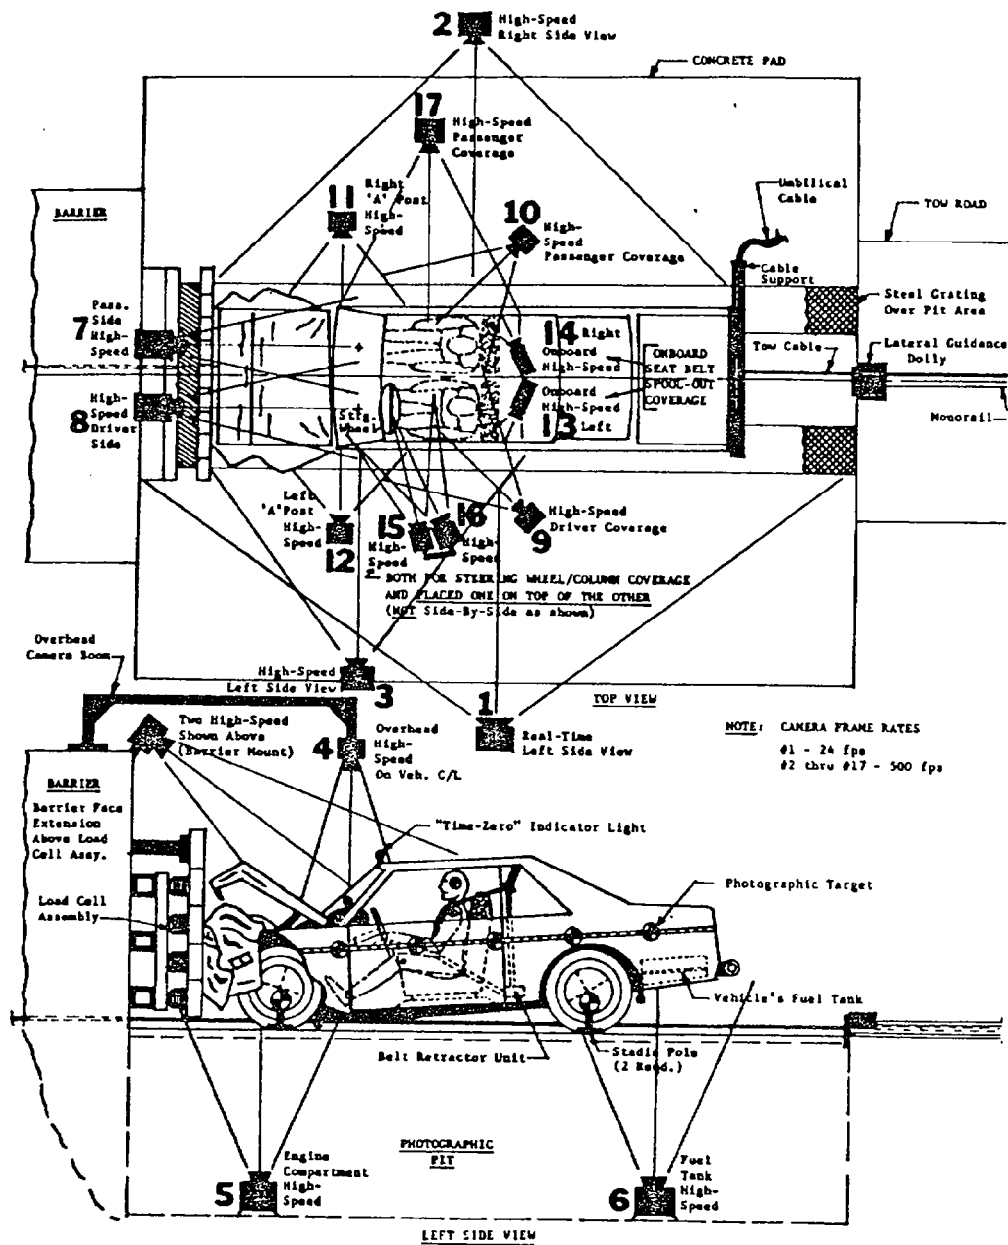 2
High-Speed
Right Side View
CONCRETE PAD
17
High-Speed
Passenger
Coverage
11
Right
'A' Post
High-
Speed
10
High-
Speed
Passenger Coverage
Umbilical
Cable
TOW ROAD
BARRIER
Cable
Support
Pass.
Side
7
High-
Speed
14 Right
Onboard
High-Speed
Onboard
High-Speed
13 Left
ONBOARD
SEAT BELT
SPOOL-OUT
COVERAGE
Tow Cable
Steel Grating
Over Pit Area
Lateral Guidance
Dolly
Monorail
High-
Speed
8
Driver
Side
Strg.
Wheel
Left
'A' Post
High-
Speed
12
15
High-
Speed
16
High-
Speed
High-Speed
Driver Coverage
9
BOTH FOR STEERING WHEEL/COLUMN COVERAGE
AND PLACED ONE ON TOP OF THE OTHER
(NOT Side-By-Side as shown)
Overhead
Camera Boom
High-Speed
Left Side View
3
1
Real-Time
Left Side View
TOP VIEW
Two High-Speed
Shown Above
(Barrier Mount)
4
Overhead
High-
Speed
On Veh. C/L
NOTE: CAMERA FRAME RATES
#1 - 24 fps
#2 thru #17 - 500 fps
BARRIER
Barrier Face
Extension
Above Load
Cell Assy.
"Time-Zero" Indicator Light
Photographic Target
Load Cell
Assembly
Vehicle's Fuel Tank
Belt Retractor Unit
Stadia Pole
(2 Reqd.)
PHOTOGRAPHIC
PIT
5
Engine
Compartment
High-
Speed
6
Fuel
Tank
High-
Speed
LEFT SIDE VIEW